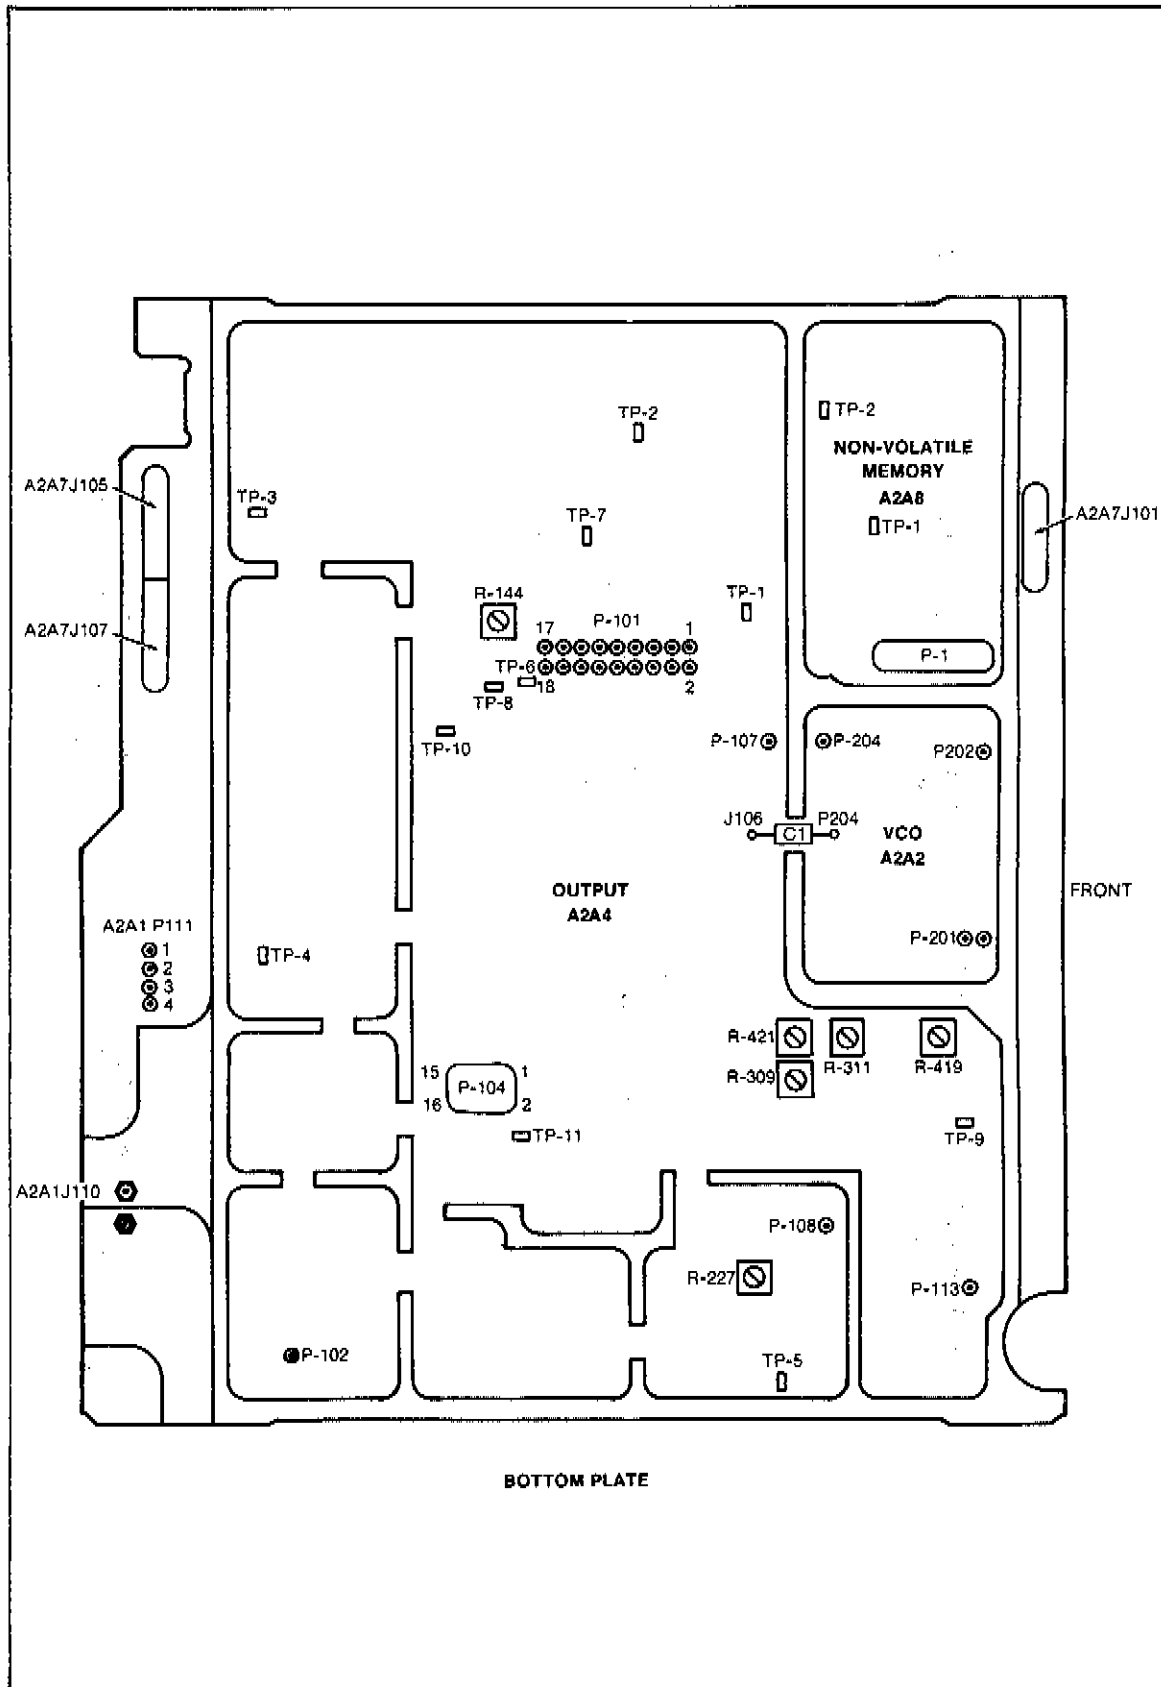 TP-2
TP-2
NON-VOLATILE
MEMORY
A2A8
A2A7J105
TP-3
TP-7
TP-1
A2A7J101
R-144
TP-1
P-101
17
1
A2A7J107
P-1
TP-6
18
2
TP-8
TP-10
P-107
P-204
P202
J106
C1
P204
VCO
A2A2
OUTPUT
A2A4
FRONT
A2A1 P111
1
2
3
4
TP-4
P-201
R-421
R-311
R-419
R-309
15
1
P-104
16
2
TP-11
TP-9
A2A1J110
P-108
R-227
P-113
P-102
TP-5
BOTTOM PLATE